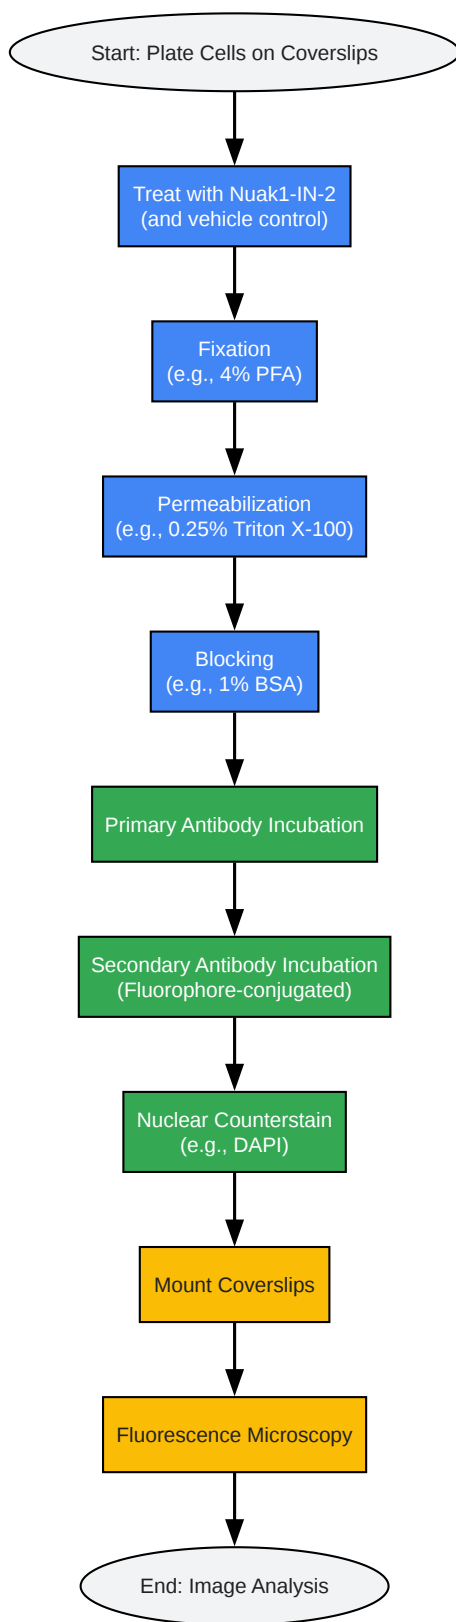 Start: Plate Cells on Coverslips
Treat with Nuak1-IN-2
(and vehicle control)
Fixation
(e.g., 4% PFA)
Permeabilization
(e.g., 0.25% Triton X-100)
Blocking
(e.g., 1% BSA)
Primary Antibody Incubation
Secondary Antibody Incubation
(Fluorophore-conjugated)
Nuclear Counterstain
(e.g., DAPI)
Mount Coverslips
Fluorescence Microscopy
End: Image Analysis